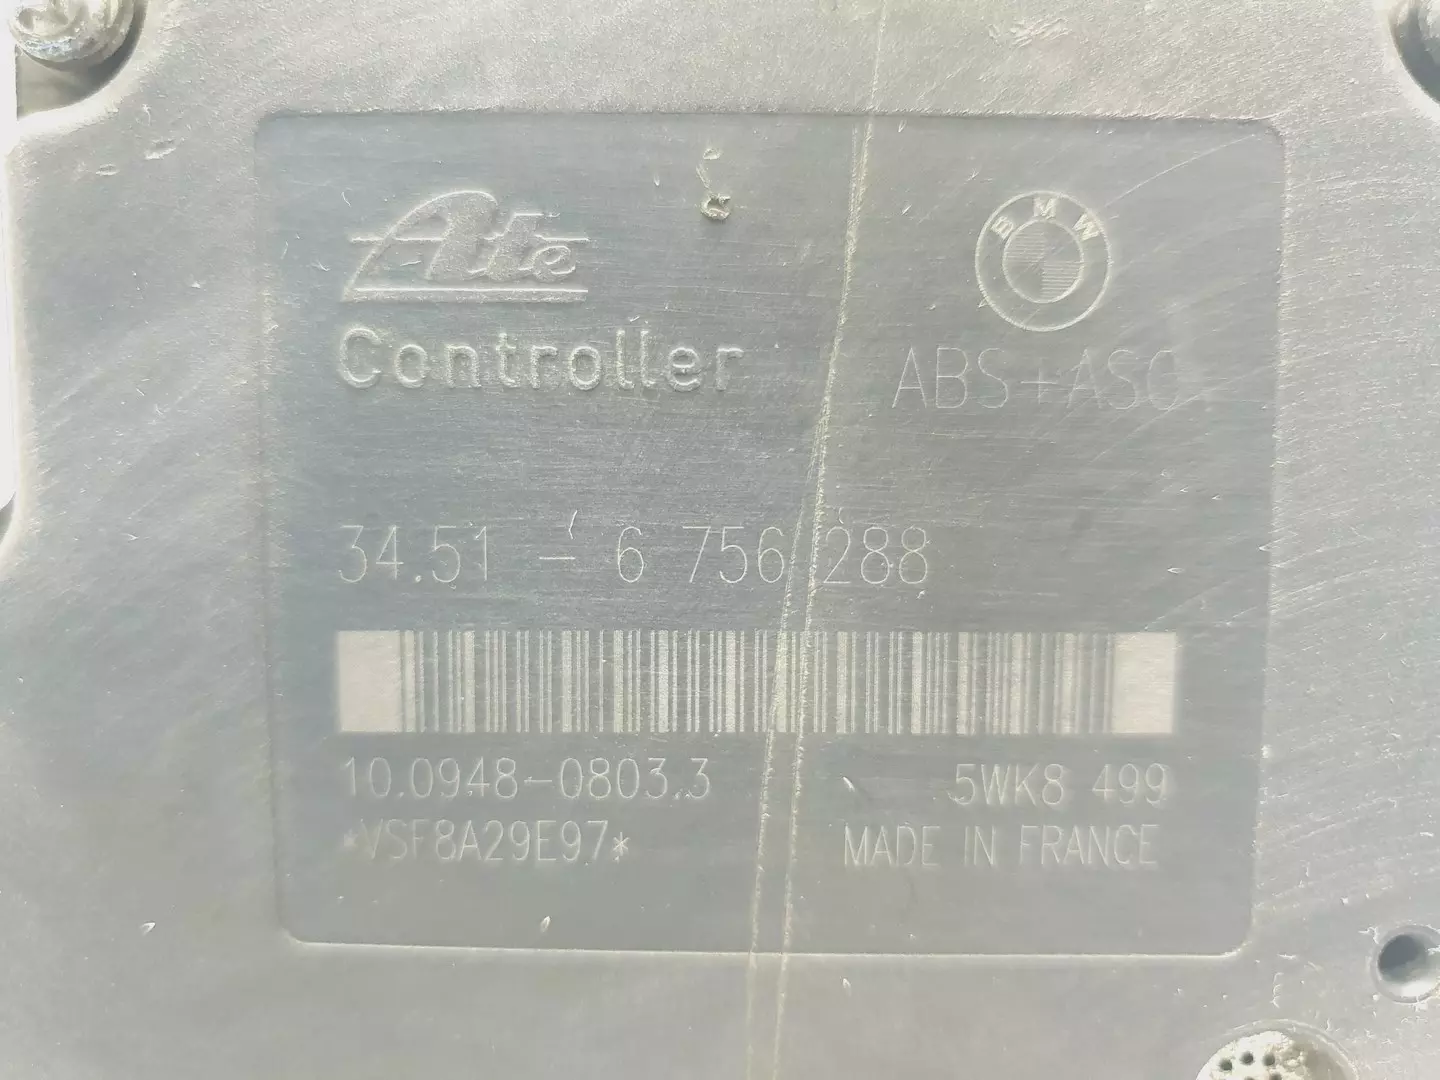 Ate
BMW
Controller
ABS+ASC
34.51 - 6 756 288
10.0948-0803.3
5WK8 499
*VSF8A29E97*
MADE IN FRANCE